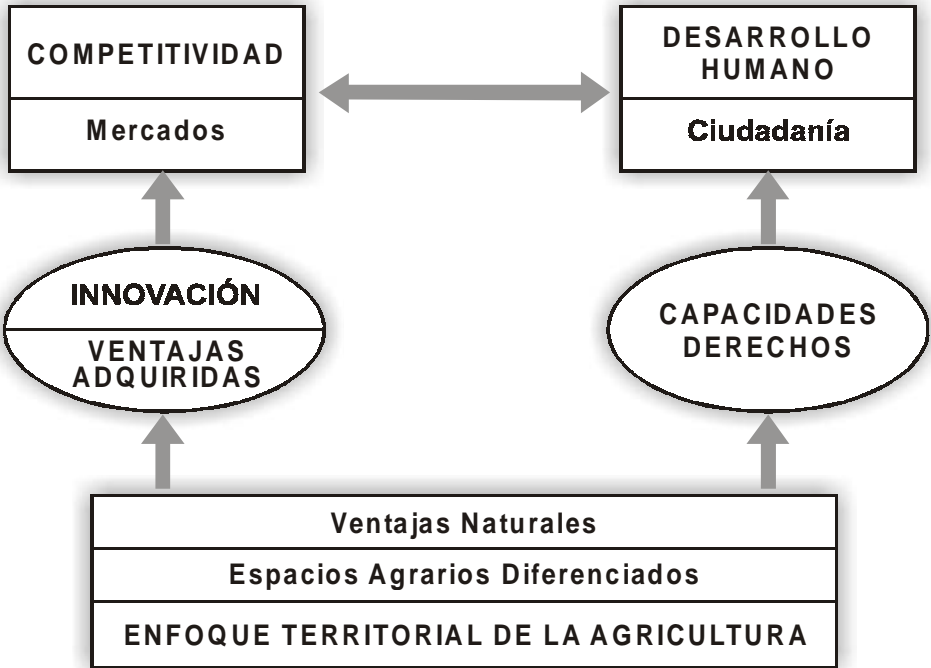 COMPETITIVIDAD
Mercados
DESARROLLO
HUMANO
Ciudadanía
INNOVACIÓN
VENTAJAS
ADQUIRIDAS
CAPACIDADES
DERECHOS
Ventajas Naturales
Espacios Agrarios Diferenciados
ENFOQUE TERRITORIAL DE LA AGRICULTURA